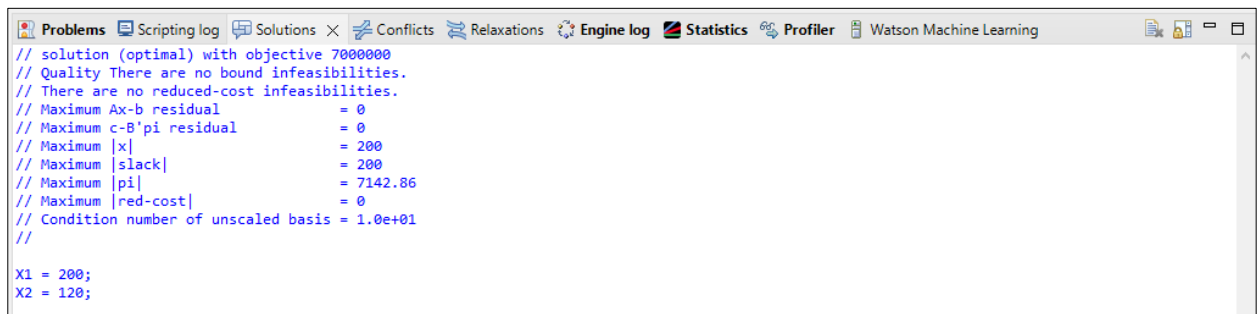 Problems Scripting log Solutions Conflicts Relaxations Engine log Statistics Profiler Watson Machine Learning
// solution (optimal) with objective 7000000
// Quality There are no bound infeasibilities.
// There are no reduced-cost infeasibilities.
// Maximum Ax-b residual = 0
// Maximum c-B'pi residual = 0
// Maximum |x| = 200
// Maximum |slack| = 200
// Maximum |pi| = 7142.86
// Maximum |red-cost| = 0
// Condition number of unscaled basis = 1.0e+01
//
X1 = 200;
X2 = 120;